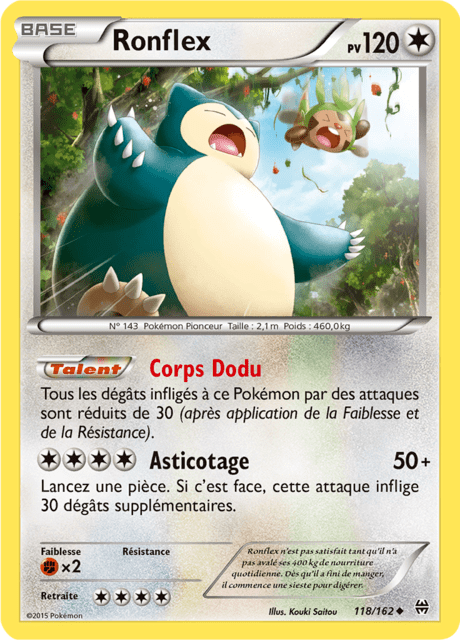 BASE
Ronflex
PV120
N° 143 Pokémon Pionceur Taille : 2,1m Poids : 460,0kg
Talent Corps Dodu
Tous les dégâts infligés à ce Pokémon par des attaques
sont réduits de 30 (après application de la Faiblesse et
de la Résistance).
Asticotage 50+
Lancez une pièce. Si c'est face, cette attaque inflige
30 dégâts supplémentaires.
Faiblesse Résistance
×2
Retraite
Ronflex n'est pas satisfait tant qu'il n'a
pas avalé ses 400 kg de nourriture
quotidienne. Dès qu'il a fini de manger,
il commence une sieste pour digérer.
©2015 Pokémon
Illus. Kouki Saitou 118/162